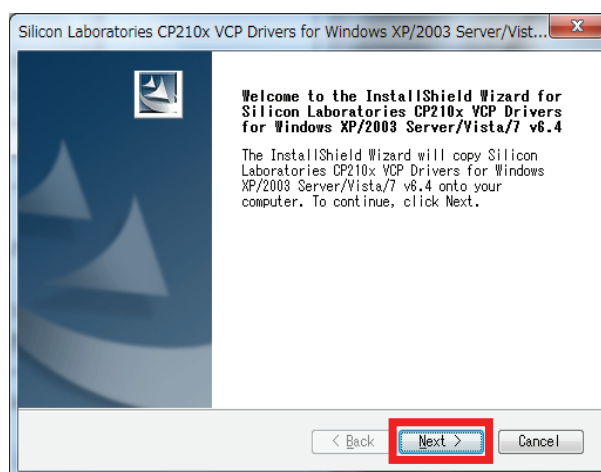 Silicon Laboratories CP210x VCP Drivers for Windows XP/2003 Server/Vist...
Welcome to the InstallShield Wizard for
Silicon Laboratories CP210x VCP Drivers
for Windows XP/2003 Server/Vista/7 v6.4
The InstallShield Wizard will copy Silicon
Laboratories CP210x VCP Drivers for Windows
XP/2003 Server/Vista/7 v6.4 onto your
computer. To continue, click Next.
< Back Next > Cancel